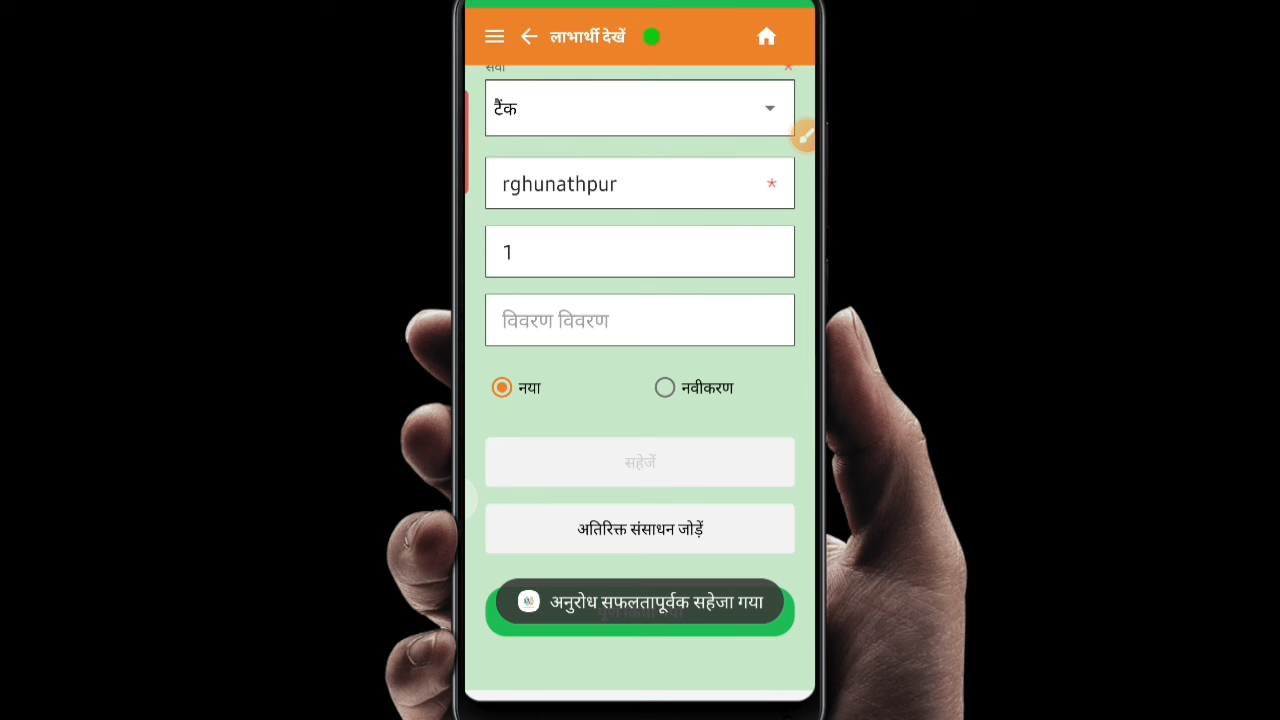 लाभार्थी देखें
सेवा *
टैंक
rghunathpur *
1
विवरण विवरण
नया
नवीकरण
सहेजें
अतिरिक्त संसाधन जोड़ें
अनुरोध सफलतापूर्वक सहेजा गया